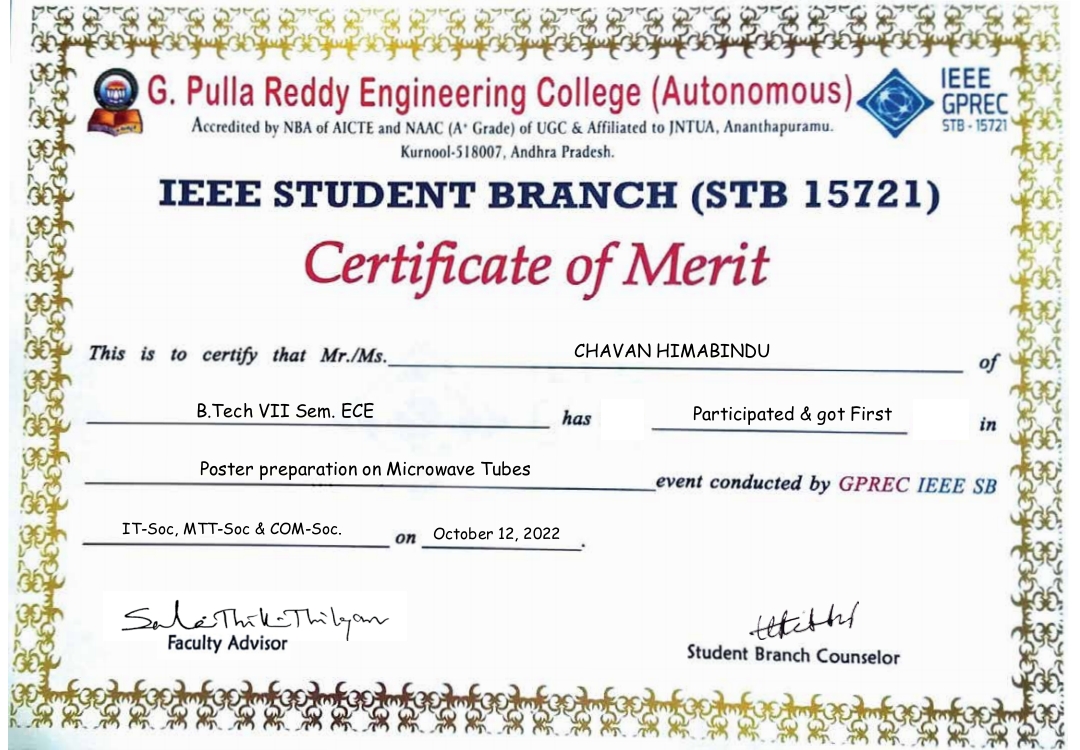 G. Pulla Reddy Engineering College (Autonomous)
IEEE
GPREC
STB - 15721
Accredited by NBA of AICTE and NAAC (A+ Grade) of UGC & Affiliated to JNTUA, Ananthapuramu.
Kurnool-518007, Andhra Pradesh.
IEEE STUDENT BRANCH (STB 15721)
Certificate of Merit
This is to certify that Mr./Ms. CHAVAN HIMABINDU of
B.Tech VII Sem. ECE has Participated & got First in
Poster preparation on Microwave Tubes event conducted by GPREC IEEE SB
IT-Soc, MTT-Soc & COM-Soc. on October 12, 2022.
Faculty Advisor
Student Branch Counselor